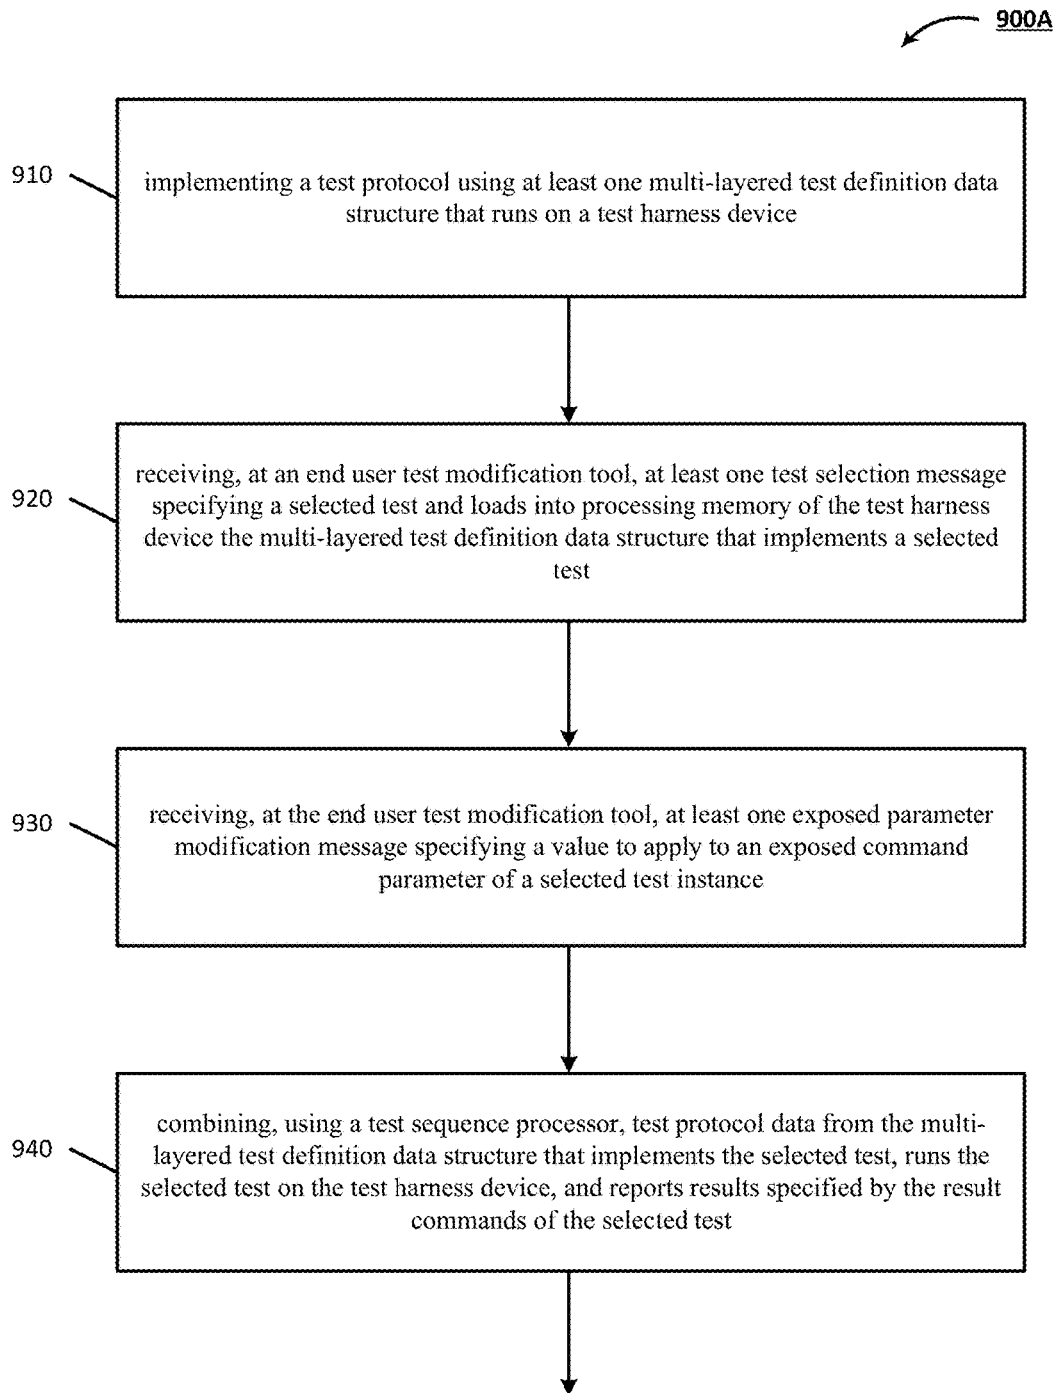 900A
910
implementing a test protocol using at least one multi-layered test definition data
structure that runs on a test harness device
920
receiving, at an end user test modification tool, at least one test selection message
specifying a selected test and loads into processing memory of the test harness
device the multi-layered test definition data structure that implements a selected
test
930
receiving, at the end user test modification tool, at least one exposed parameter
modification message specifying a value to apply to an exposed command
parameter of a selected test instance
940
combining, using a test sequence processor, test protocol data from the multi-
layered test definition data structure that implements the selected test, runs the
selected test on the test harness device, and reports results specified by the result
commands of the selected test